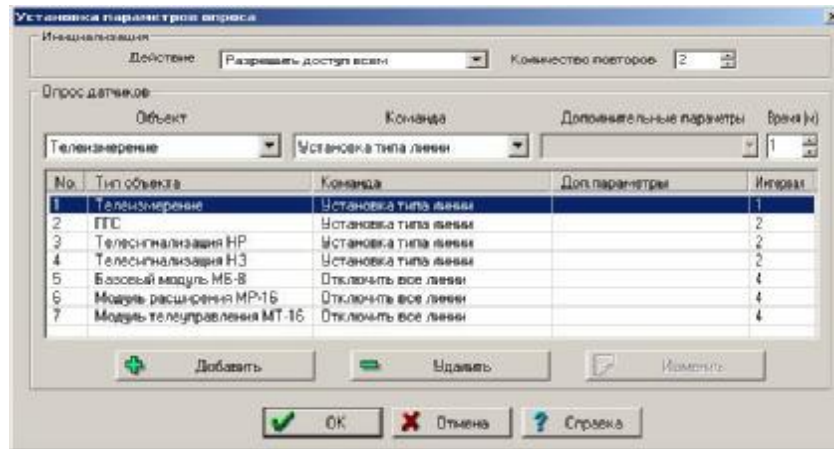 Установка параметров опроса
Инициализация
Действие Разрешить доступ всем Количество повторов 2
Опрос датчиков
Объект Команда Дополнительные параметры Время (м)
Телеизмерение Установка типа линии 1
No. Тип объекта Команда Доп.параметры Интервал
1 Телеизмерение Установка типа линии 1
2 ГГС Установка типа линии 2
3 Телесигнализация НР Установка типа линии 2
4 Телесигнализация НЗ Установка типа линии 2
5 Базовый модуль МБ-8 Отключить все линии 4
6 Модуль расширения МР-16 Отключить все линии 4
7 Модуль телеуправления МТ-16 Отключить все линии 4
Добавить Удалить Изменить
OK Отмена Справка